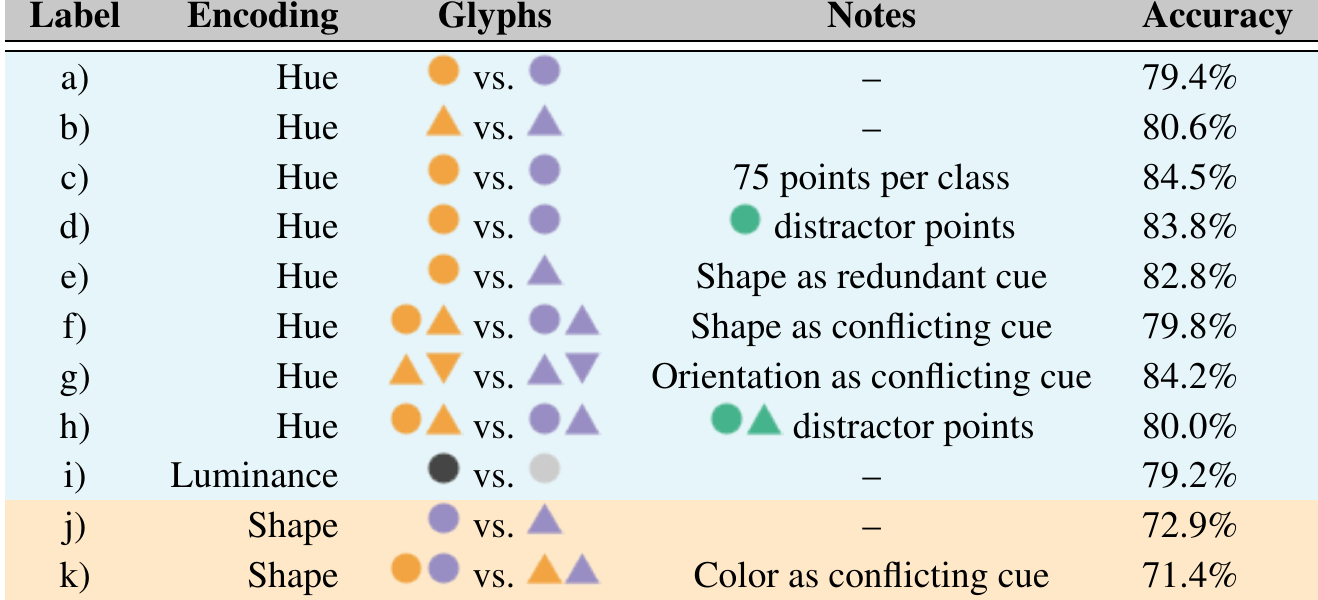 Label Encoding Glyphs Notes Accuracy
a) Hue vs. – 79.4%
b) Hue vs. – 80.6%
c) Hue vs. 75 points per class 84.5%
d) Hue vs. distractor points 83.8%
e) Hue vs. Shape as redundant cue 82.8%
f) Hue vs. Shape as conflicting cue 79.8%
g) Hue vs. Orientation as conflicting cue 84.2%
h) Hue vs. distractor points 80.0%
i) Luminance vs. – 79.2%
j) Shape vs. – 72.9%
k) Shape vs. Color as conflicting cue 71.4%